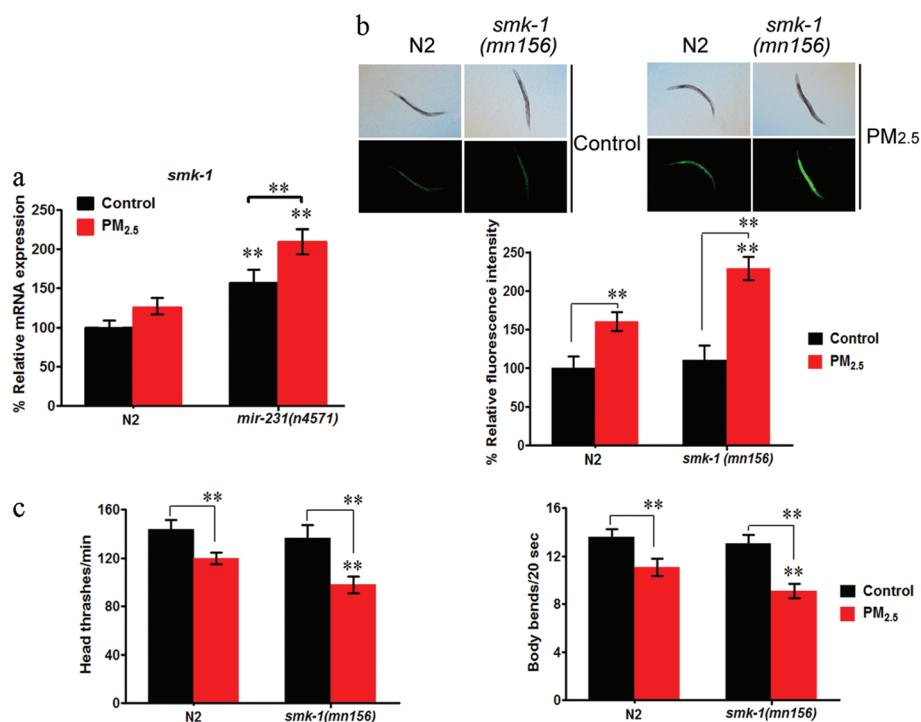 a
smk-1
Control
PM2.5
% Relative mRNA expression
250
200
150
100
50
0
**
**
**
N2
mir-231(n4571)
b
N2
smk-1
(mn156)
Control
N2
smk-1
(mn156)
PM2.5
% Relative fluorescence intensity
250
200
150
100
50
0
**
**
**
N2
smk-1 (mn156)
Control
PM2.5
c
Head thrashes/min
160
120
80
40
0
**
**
**
N2
smk-1(mn156)
Body bends/20 sec
16
12
8
4
0
**
**
**
N2
smk-1(mn156)
Control
PM2.5